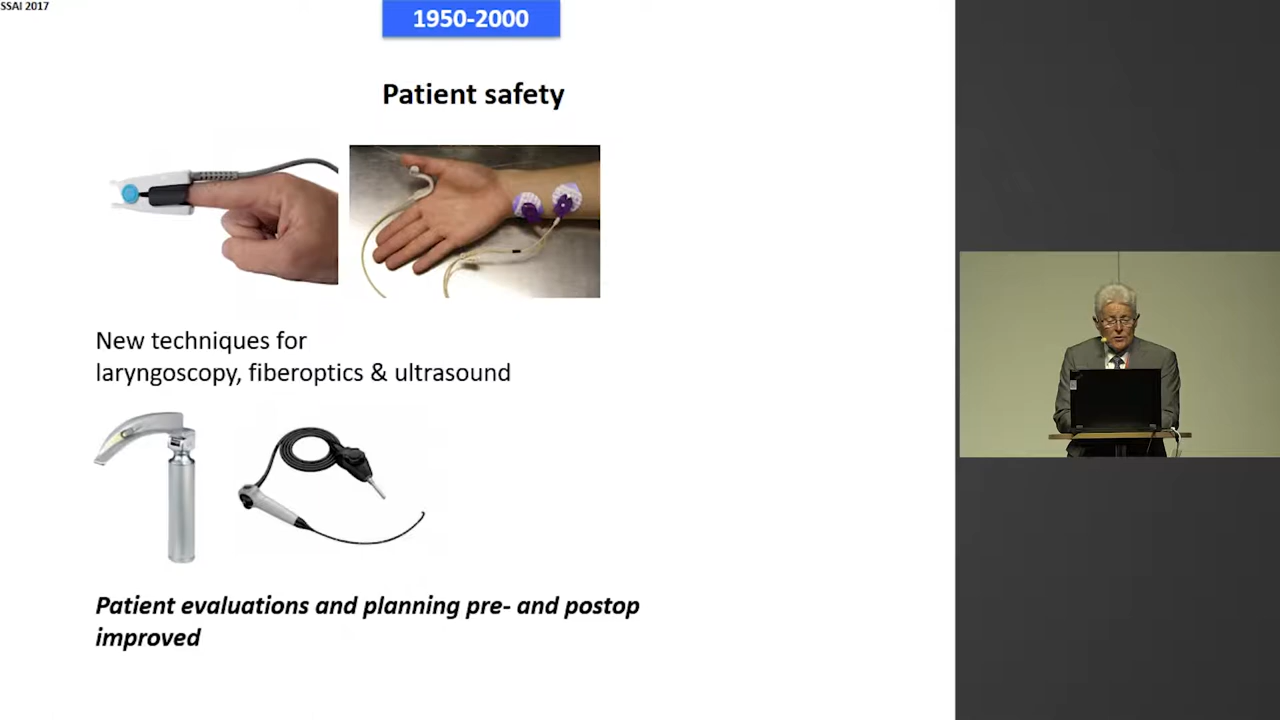 SSAI 2017
1950-2000
Patient safety
New techniques for
laryngoscopy, fiberoptics & ultrasound
Patient evaluations and planning pre- and postop
improved